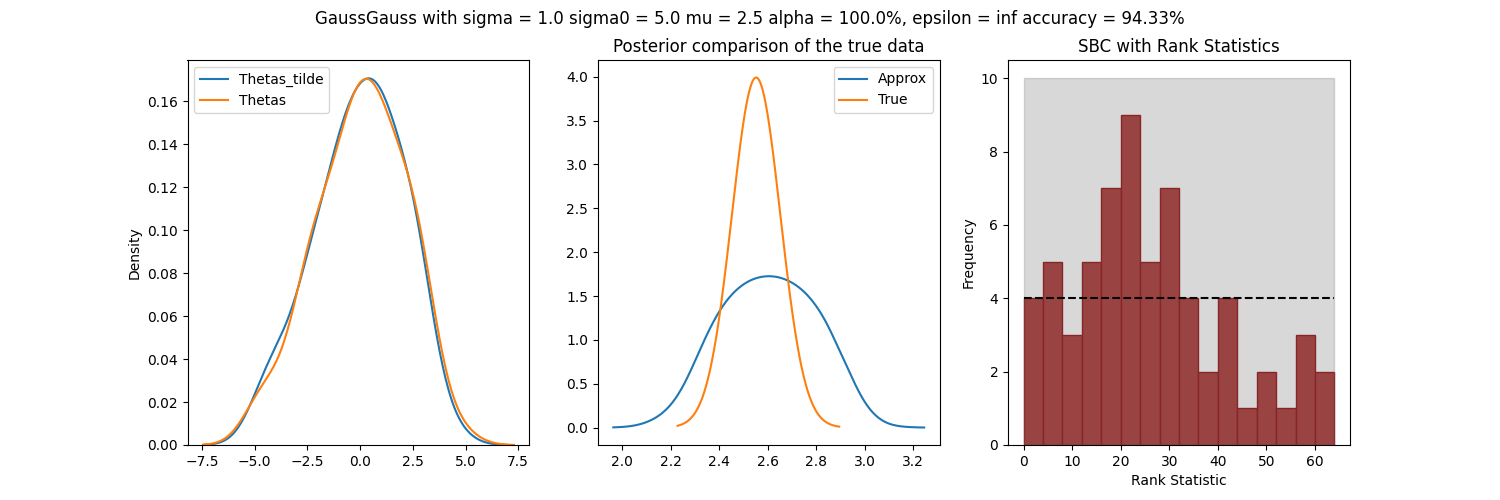 GaussGauss with sigma = 1.0 sigma0 = 5.0 mu = 2.5 alpha = 100.0%, epsilon = inf accuracy = 94.33%
Thetas_tilde
Thetas
Density
0.16
0.14
0.12
0.10
0.08
0.06
0.04
0.02
0.00
−7.5 −5.0 −2.5 0.0 2.5 5.0 7.5
Posterior comparison of the true data
Approx
True
4.0
3.5
3.0
2.5
2.0
1.5
1.0
0.5
0.0
2.0 2.2 2.4 2.6 2.8 3.0 3.2
SBC with Rank Statistics
Frequency
10
8
6
4
2
0
0 10 20 30 40 50 60
Rank Statistic